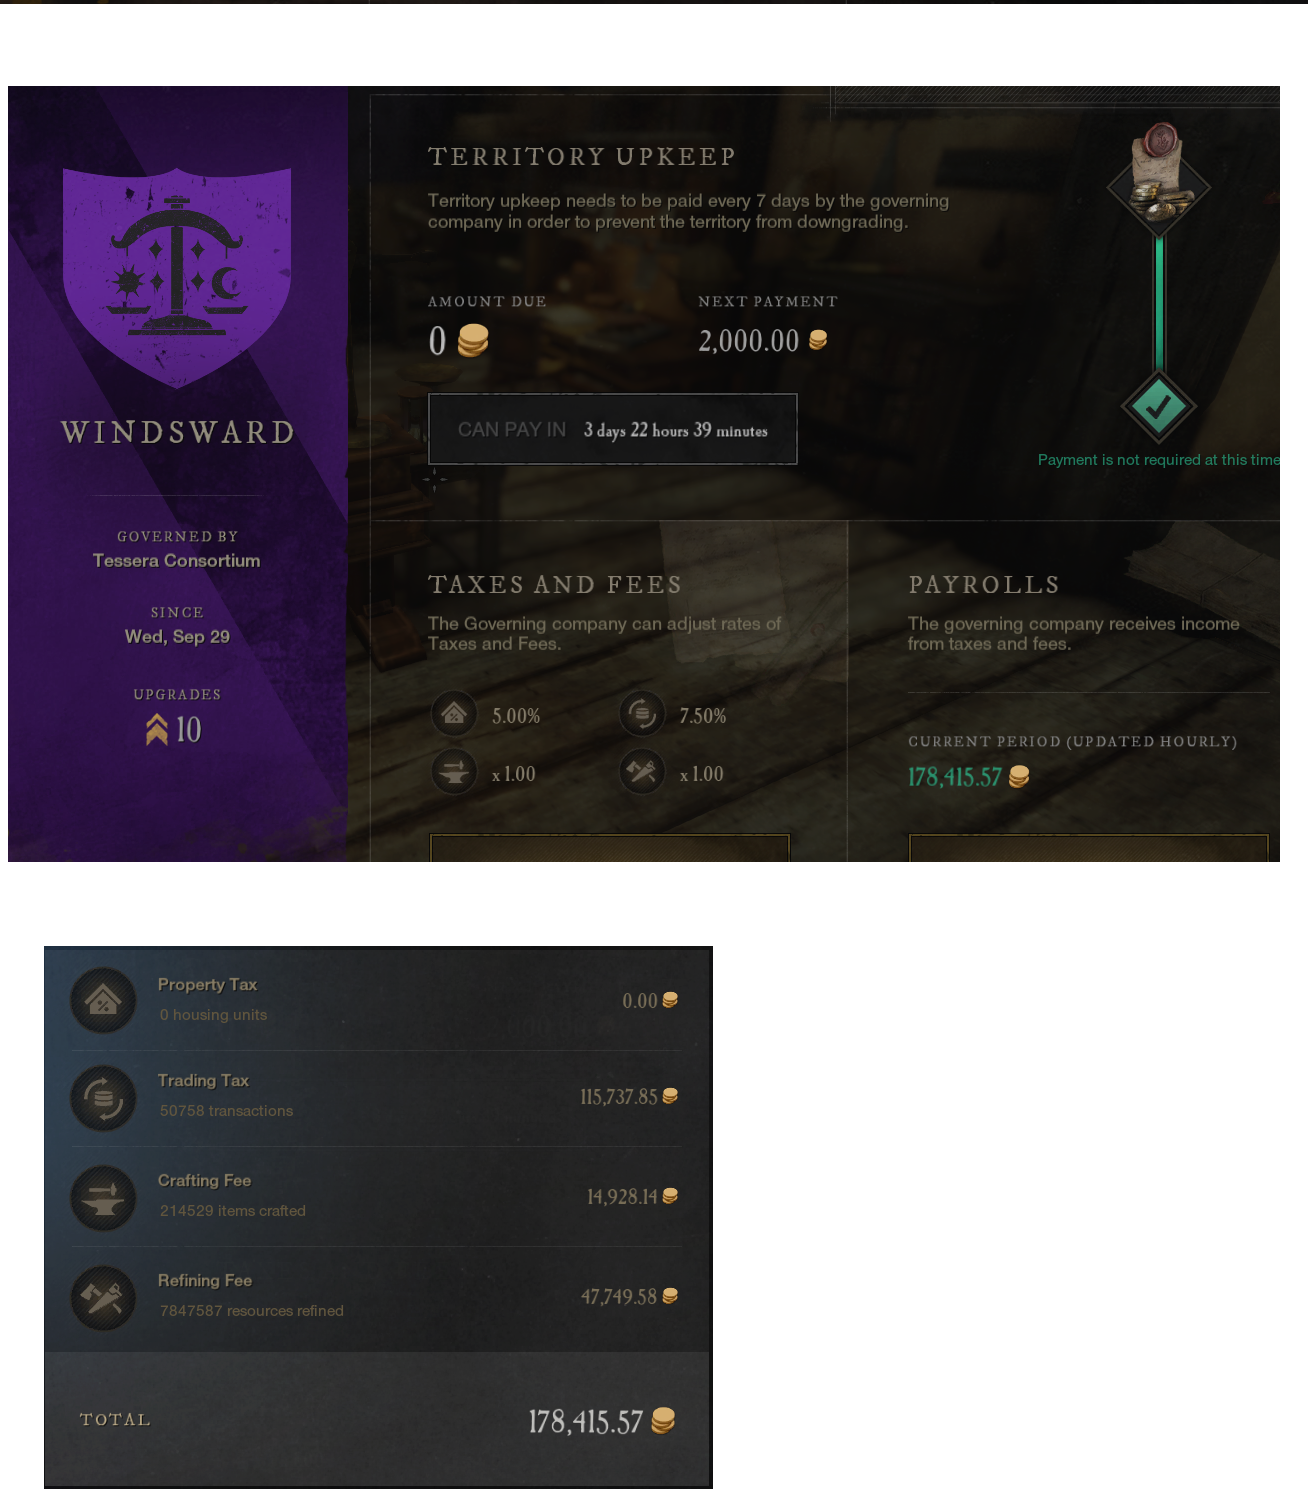 WINDSWARD
GOVERNED BY
Tessera Consortium
SINCE
Wed, Sep 29
UPGRADES
10
TERRITORY UPKEEP
Territory upkeep needs to be paid every 7 days by the governing
company in order to prevent the territory from downgrading.
AMOUNT DUE
0
NEXT PAYMENT
2,000.00
CAN PAY IN 3 days 22 hours 39 minutes
Payment is not required at this time
TAXES AND FEES
The Governing company can adjust rates of
Taxes and Fees.
5.00%
7.50%
x 1.00
x 1.00
PAYROLLS
The governing company receives income
from taxes and fees.
CURRENT PERIOD (UPDATED HOURLY)
178,415.57
Property Tax
0 housing units
0.00
Trading Tax
50758 transactions
115,737.85
Crafting Fee
214529 items crafted
14,928.14
Refining Fee
7847587 resources refined
47,749.58
TOTAL
178,415.57